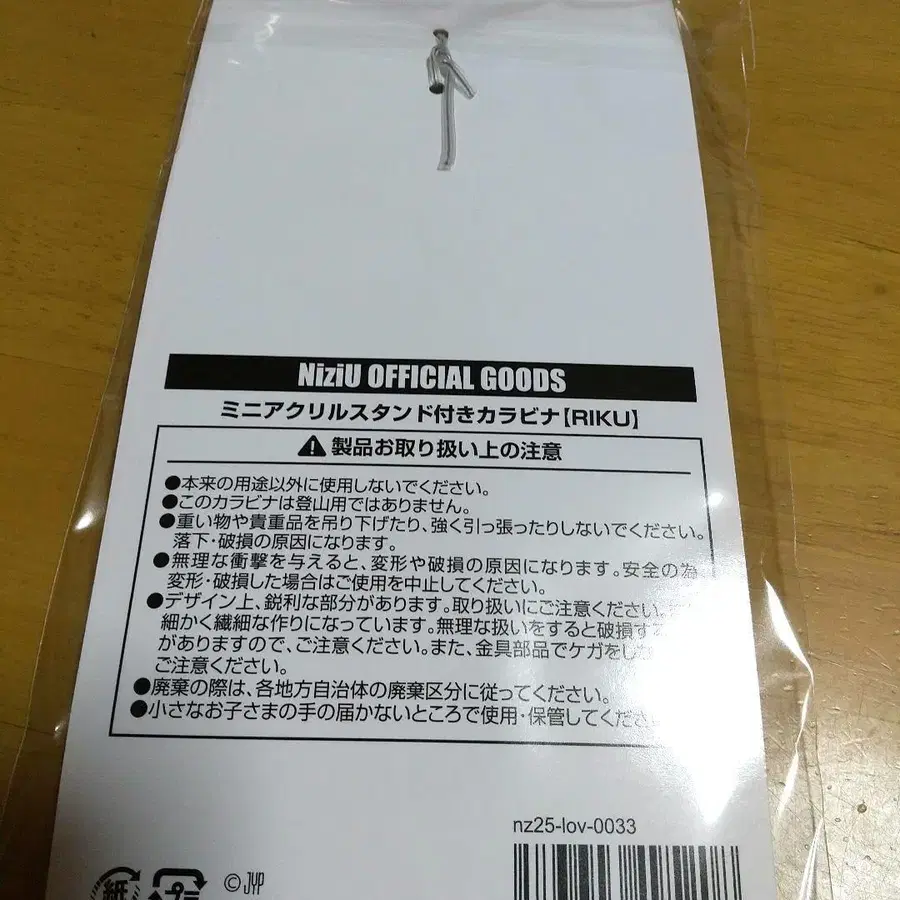 NiziU OFFICIAL GOODS
ミニアクリルスタンド付きカラビナ【RIKU】
製品お取り扱い上の注意
●本来の用途以外に使用しないでください。
●このカラビナは登山用ではありません。
●重い物や貴重品を吊り下げたり、強く引っ張ったりしないでください。
落下・破損の原因になります。
●無理な衝撃を与えると、変形や破損の原因になります。安全の為
変形・破損した場合はご使用を中止してください。
●デザイン上、鋭利な部分があります。取り扱いにご注意ください。
細かく繊細な作りになっています。無理な扱いをすると破損す
がありますので、ご注意ください。また、金具部品でケガをし
ご注意ください。
●廃棄の際は、各地方自治体の廃棄区分に従ってください。
●小さなお子さまの手の届かないところで使用・保管してくださ
nz25-lov-0033
紙
プラ
©JYP